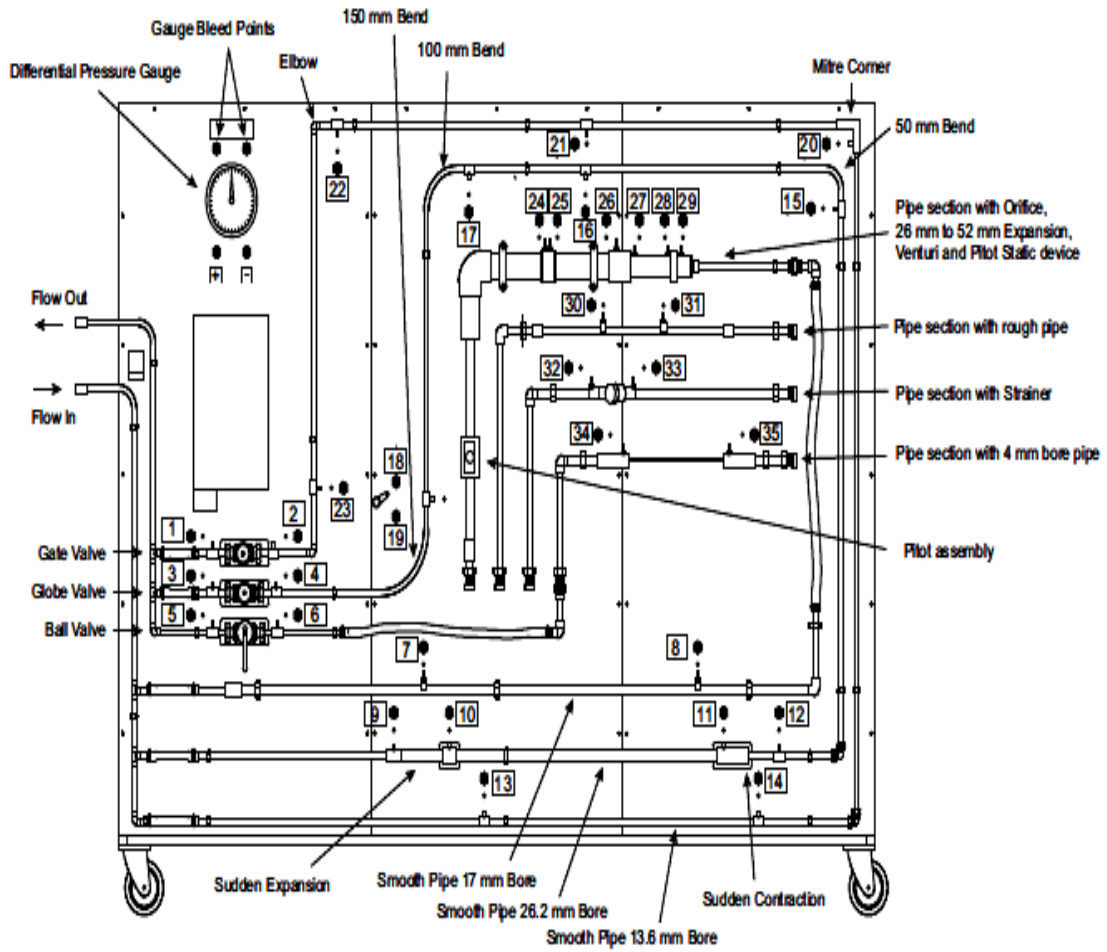 150 mm Bend
Gauge Bleed Points
100 mm Bend
Differential Pressure Gauge
Elbow
Mitre Corner
50 mm Bend
21
20
22
24
25
26
27
28
29
15
17
16
Pipe section with Orifice,
26 mm to 52 mm Expansion,
Venturi and Pitot Static device
+
-
Flow Out
30
31
Pipe section with rough pipe
32
33
Flow In
Pipe section with Strainer
34
35
Pipe section with 4 mm bore pipe
18
23
19
1
2
Gate Valve
Pitot assembly
3
4
Globe Valve
5
6
Ball Valve
7
8
9
10
11
12
13
14
Sudden Expansion
Smooth Pipe 17 mm Bore
Sudden Contraction
Smooth Pipe 26.2 mm Bore
Smooth Pipe 13.6 mm Bore